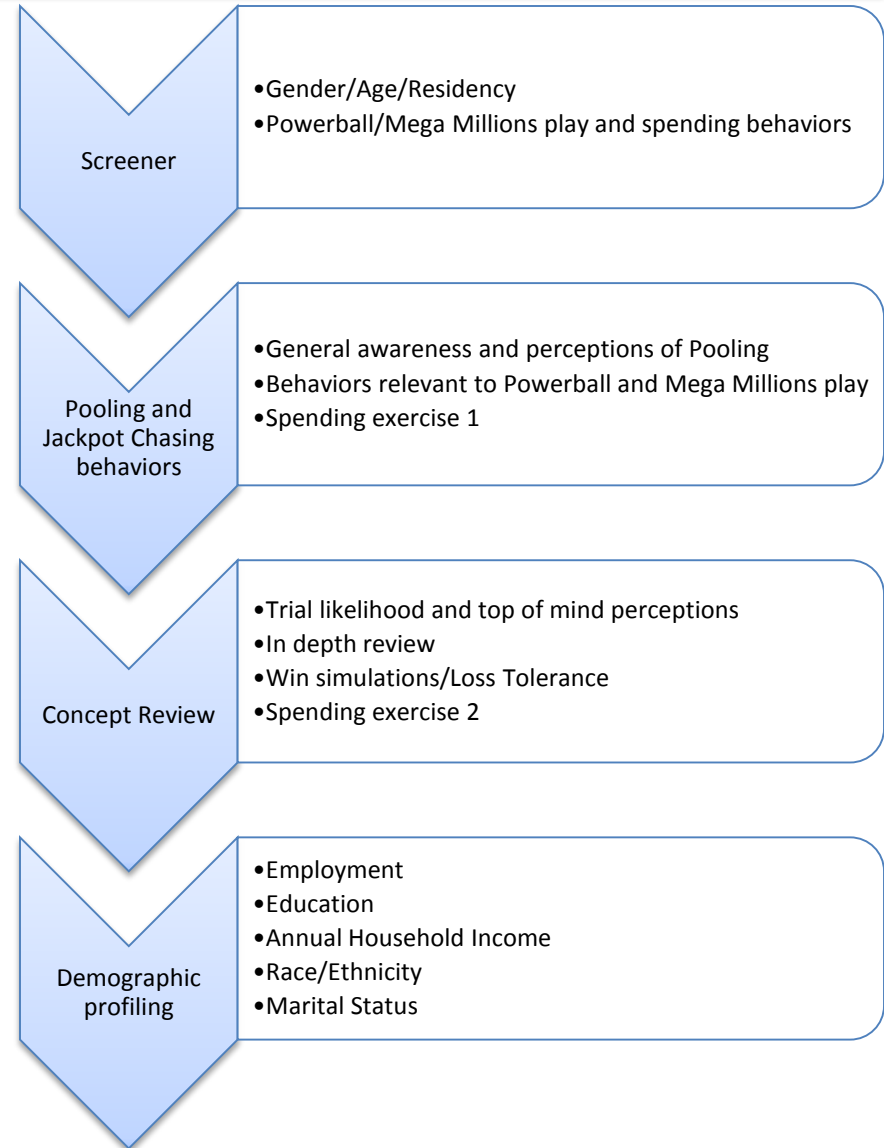 Screener
•Gender/Age/Residency
•Powerball/Mega Millions play and spending behaviors
Pooling and
Jackpot Chasing
behaviors
•General awareness and perceptions of Pooling
•Behaviors relevant to Powerball and Mega Millions play
•Spending exercise 1
Concept Review
•Trial likelihood and top of mind perceptions
•In depth review
•Win simulations/Loss Tolerance
•Spending exercise 2
Demographic
profiling
•Employment
•Education
•Annual Household Income
•Race/Ethnicity
•Marital Status